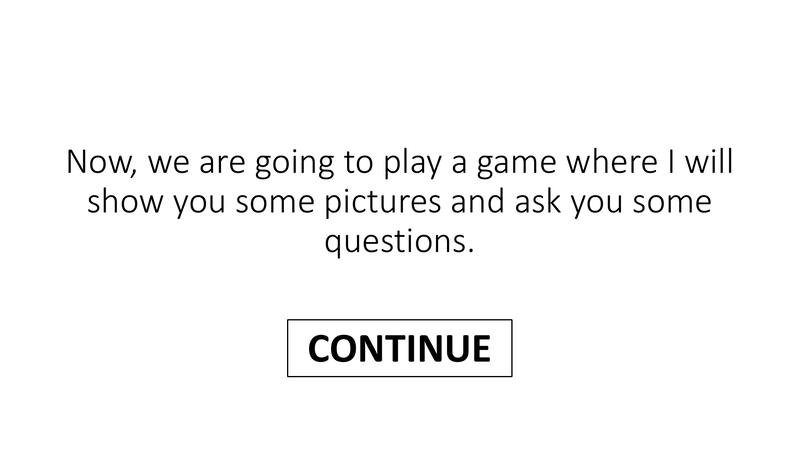 Now, we are going to play a game where I will
show you some pictures and ask you some
questions.
CONTINUE